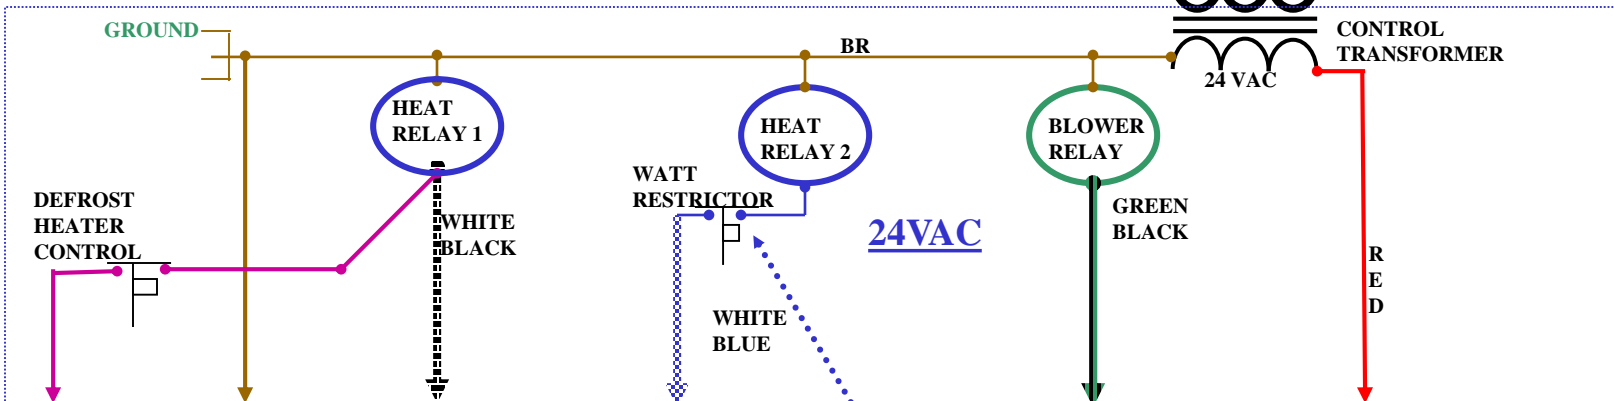 GROUND
BR
CONTROL
TRANSFORMER
24 VAC
HEAT
RELAY 1
HEAT
RELAY 2
BLOWER
RELAY
WATT
RESTRICTOR
DEFROST
HEATER
CONTROL
WHITE
BLACK
24VAC
GREEN
BLACK
R
E
D
WHITE
BLUE